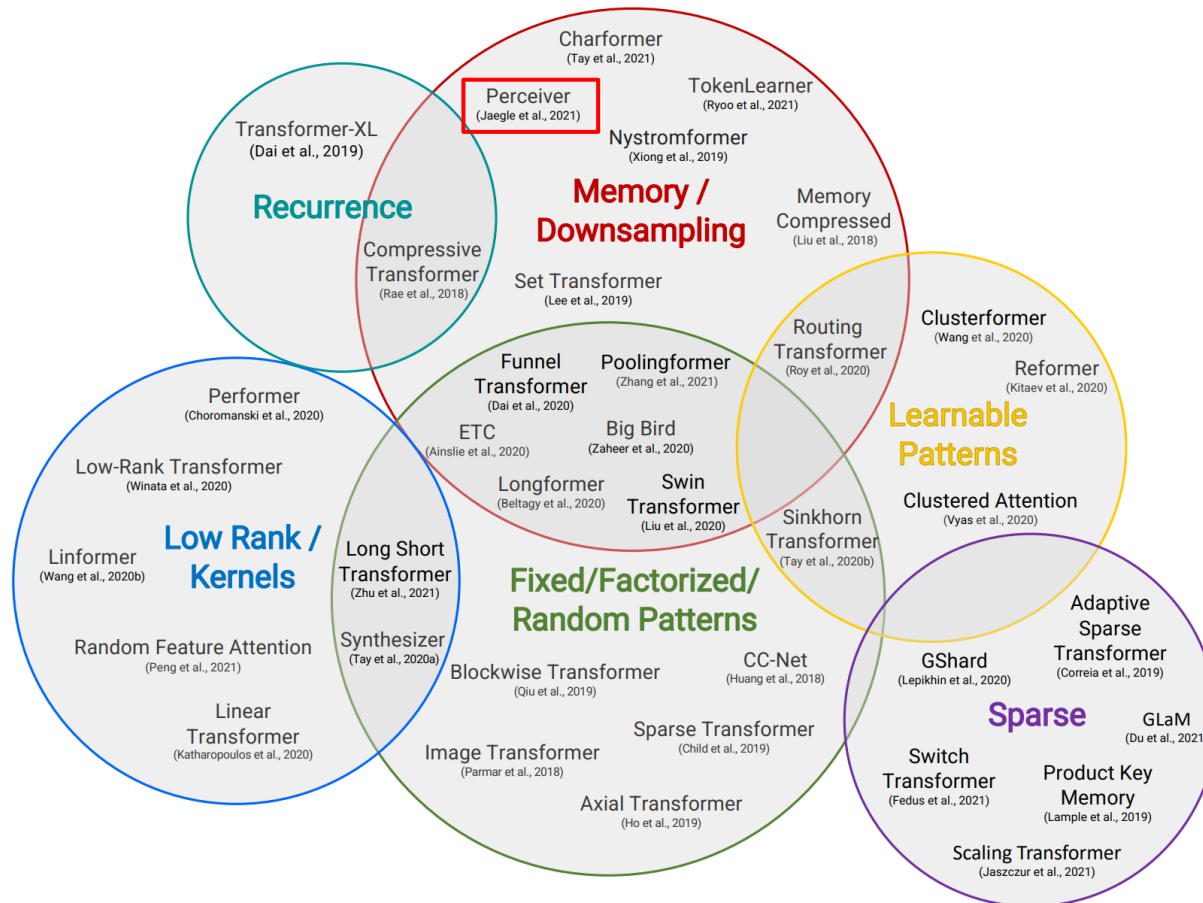 Charformer
(Tay et al., 2021)
Perceiver
(Jaegle et al., 2021)
TokenLearner
(Ryoo et al., 2021)
Transformer-XL
(Dai et al., 2019)
Nystromformer
(Xiong et al., 2019)
Recurrence
Memory /
Downsampling
Memory
Compressed
(Liu et al., 2018)
Compressive
Transformer
(Rae et al., 2018)
Set Transformer
(Lee et al., 2019)
Funnel
Transformer
(Dai et al., 2020)
Poolingformer
(Zhang et al., 2021)
Routing
Transformer
(Roy et al., 2020)
Clusterformer
(Wang et al., 2020)
Reformer
(Kitaev et al., 2020)
Performer
(Choromanski et al., 2020)
ETC
(Ainslie et al., 2020)
Big Bird
(Zaheer et al., 2020)
Learnable
Patterns
Low-Rank Transformer
(Winata et al., 2020)
Longformer
(Beltagy et al., 2020)
Swin
Transformer
(Liu et al., 2020)
Clustered Attention
(Vyas et al., 2020)
Sinkhorn
Transformer
(Tay et al., 2020b)
Linformer
(Wang et al., 2020b)
Low Rank /
Kernels
Long Short
Transformer
(Zhu et al., 2021)
Fixed/Factorized/
Random Patterns
Adaptive
Sparse
Transformer
(Correia et al., 2019)
Random Feature Attention
(Peng et al., 2021)
Synthesizer
(Tay et al., 2020a)
Blockwise Transformer
(Qiu et al., 2019)
CC-Net
(Huang et al., 2018)
GShard
(Lepikhin et al., 2020)
Sparse
GLaM
(Du et al., 2021
Linear
Transformer
(Katharopoulos et al., 2020)
Sparse Transformer
(Child et al., 2019)
Image Transformer
(Parmar et al., 2018)
Switch
Transformer
(Fedus et al., 2021)
Product Key
Memory
(Lample et al., 2019)
Axial Transformer
(Ho et al., 2019)
Scaling Transformer
(Jaszczur et al., 2021)